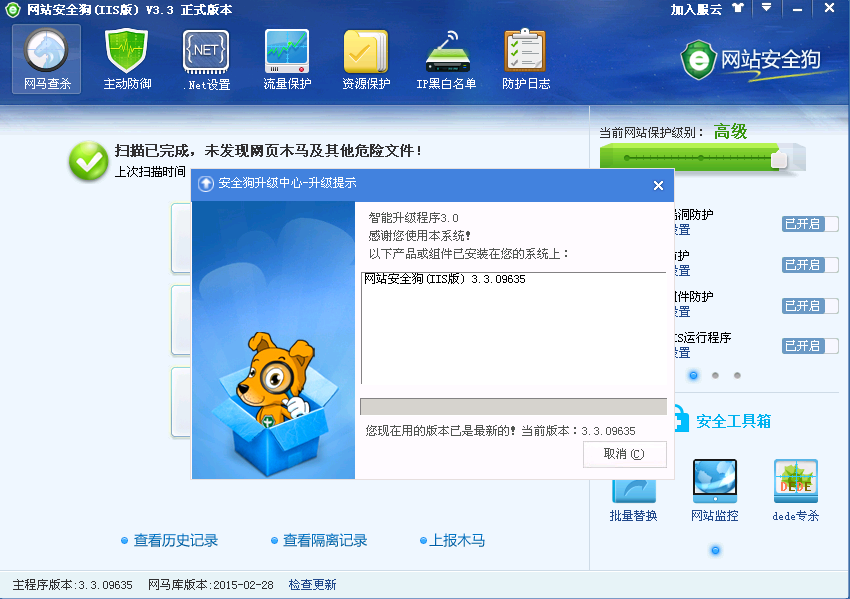 网站安全狗(IIS版) V3.3 正式版本
加入服云
网马查杀
主动防御
.NET
.Net设置
流量保护
资源保护
IP黑白名单
防护日志
网站安全狗
扫描已完成，未发现网页木马及其他危险文件！
上次扫描时间
当前网站保护级别： 高级
安全狗升级中心-升级提示
智能升级程序3.0
感谢您使用本系统！
以下产品或组件已安装在您的系统上：
网站安全狗(IIS版) 3.3.09635
您现在用的版本已是最新的！当前版本：3.3.09635
取消(C)
洞防护
置
已开启
护
置
已开启
件防护
置
已开启
S运行程序
置
已开启
安全工具箱
批量替换
网站监控
DEDE
dede专杀
查看历史记录
查看隔离记录
上报木马
主程序版本:3.3.09635 网马库版本:2015-02-28 检查更新